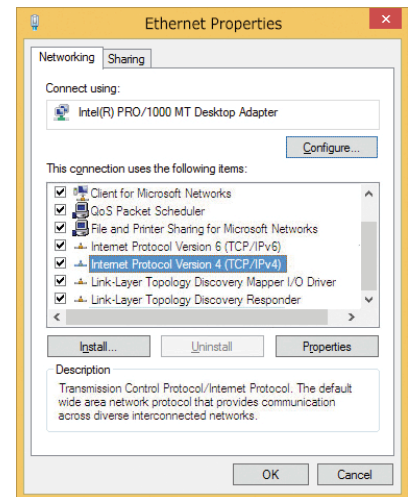 Ethernet Properties
Networking
Sharing
Connect using:
Intel(R) PRO/1000 MT Desktop Adapter
Configure...
This connection uses the following items:
Client for Microsoft Networks
QoS Packet Scheduler
File and Printer Sharing for Microsoft Networks
Internet Protocol Version 6 (TCP/IPv6)
Internet Protocol Version 4 (TCP/IPv4)
Link-Layer Topology Discovery Mapper I/O Driver
Link-Layer Topology Discovery Responder
Install...
Uninstall
Properties
Description
Transmission Control Protocol/Internet Protocol. The default
wide area network protocol that provides communication
across diverse interconnected networks.
OK
Cancel